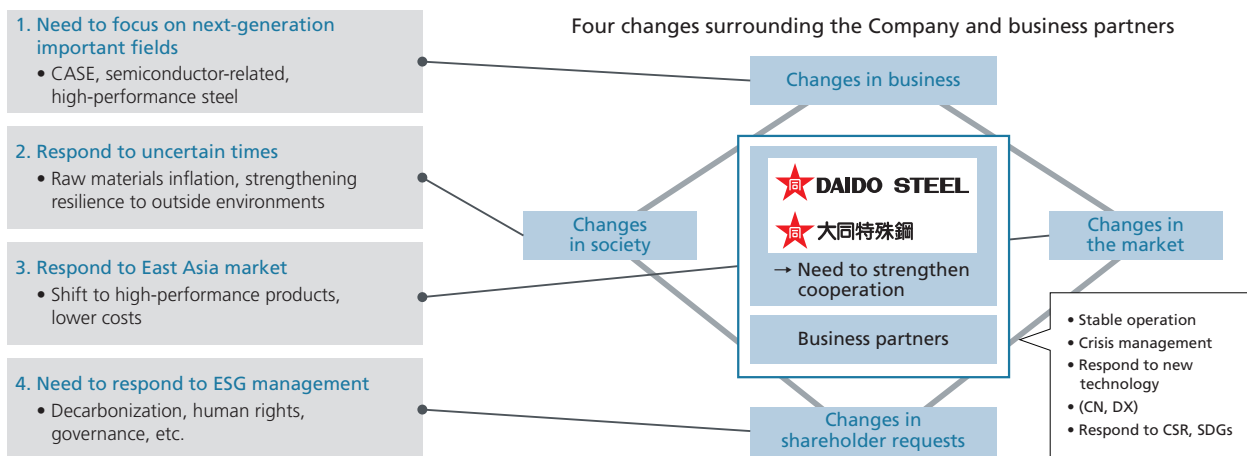 1. Need to focus on next-generation
important fields
• CASE, semiconductor-related,
high-performance steel
2. Respond to uncertain times
• Raw materials inflation, strengthening
resilience to outside environments
3. Respond to East Asia market
• Shift to high-performance products,
lower costs
4. Need to respond to ESG management
• Decarbonization, human rights,
governance, etc.
Four changes surrounding the Company and business partners
Changes in business
Changes
in society
同 DAIDO STEEL
同 大同特殊鋼
→ Need to strengthen
cooperation
Business partners
Changes in
the market
Changes in
shareholder requests
• Stable operation
• Crisis management
• Respond to new
technology
• (CN, DX)
• Respond to CSR, SDGs